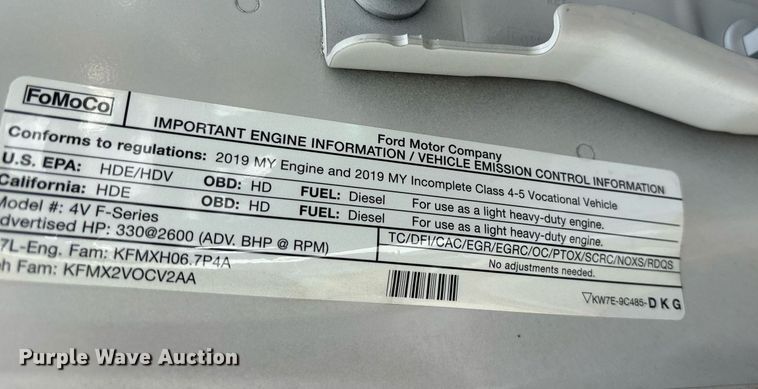 FoMoCo
Ford Motor Company
IMPORTANT ENGINE INFORMATION / VEHICLE EMISSION CONTROL INFORMATION
Conforms to regulations: 2019 MY Engine and 2019 MY Incomplete Class 4-5 Vocational Vehicle
U.S. EPA: HDE/HDV OBD: HD FUEL: Diesel For use as a light heavy-duty engine.
California: HDE OBD: HD FUEL: Diesel For use as a light heavy-duty engine.
Model #: 4V F-Series
dvertised HP: 330@2600 (ADV. BHP @ RPM) TC/DFI/CAC/EGR/EGRC/OC/PTOX/SCRC/NOXS/RDQS
7L-Eng. Fam: KFMXH06.7P4A No adjustments needed.
h Fam: KFMX2VOCV2AA
▽KW7E-9C485-DKG
Purple Wave Auction